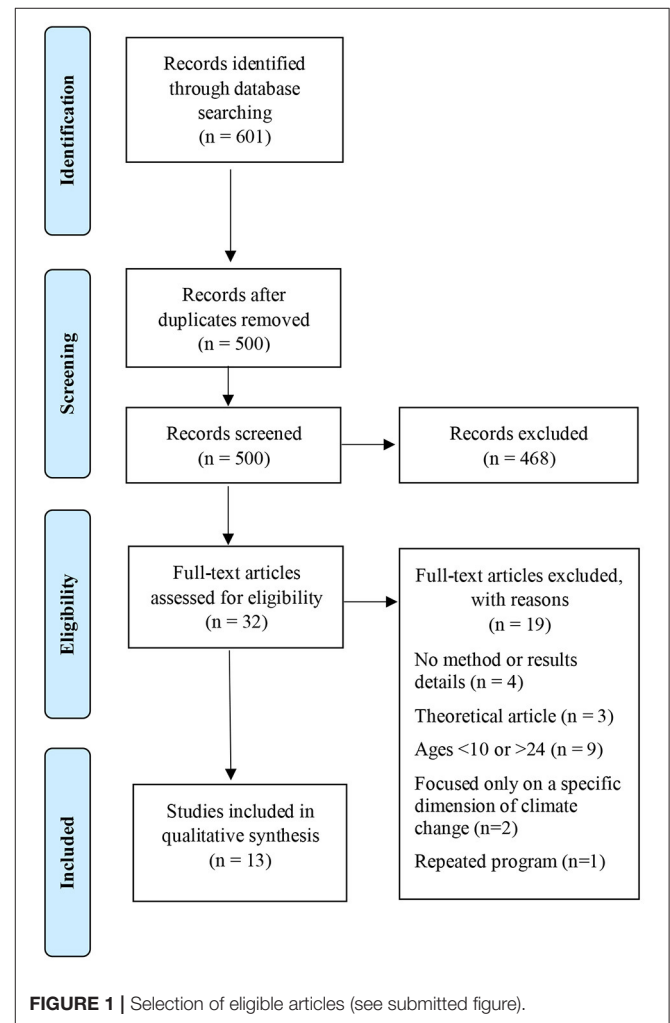 Identification
Records identified
through database
searching
(n = 601)
Screening
Records after
duplicates removed
(n = 500)
Records screened
(n = 500)
Records excluded
(n = 468)
Eligibility
Full-text articles
assessed for eligibility
(n = 32)
Full-text articles excluded,
with reasons
(n = 19)
No method or results
details (n = 4)
Theoretical article (n = 3)
Ages <10 or >24 (n = 9)
Focused only on a specific
dimension of climate
change (n=2)
Repeated program (n=1)
Included
Studies included in
qualitative synthesis
(n = 13)
FIGURE 1 | Selection of eligible articles (see submitted figure).